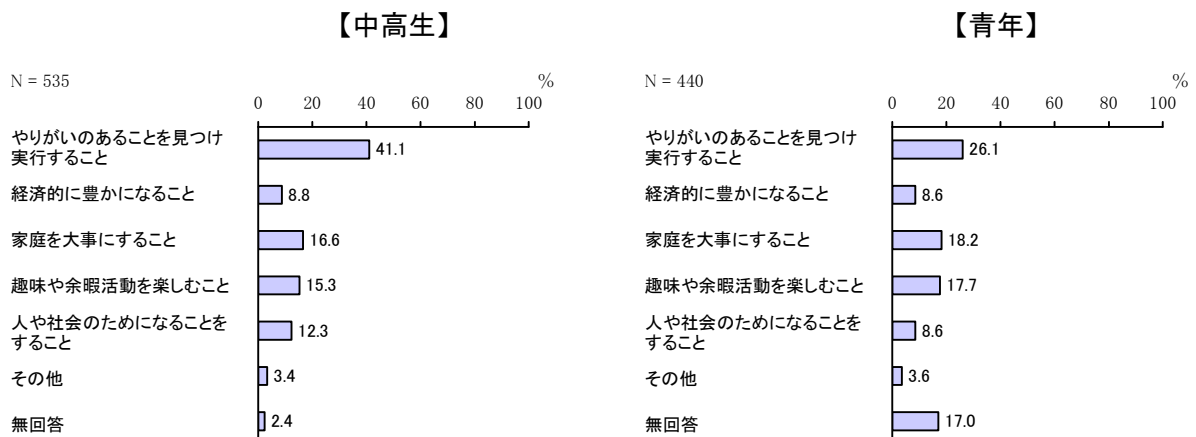 【中高生】
N = 535
%
0 20 40 60 80 100
やりがいのあることを見つけ
実行すること
41.1
経済的に豊かになること
8.8
家庭を大事にすること
16.6
趣味や余暇活動を楽しむこと
15.3
人や社会のためになることを
すること
12.3
その他
3.4
無回答
2.4
【青年】
N = 440
%
0 20 40 60 80 100
やりがいのあることを見つけ
実行すること
26.1
経済的に豊かになること
8.6
家庭を大事にすること
18.2
趣味や余暇活動を楽しむこと
17.7
人や社会のためになることを
すること
8.6
その他
3.6
無回答
17.0